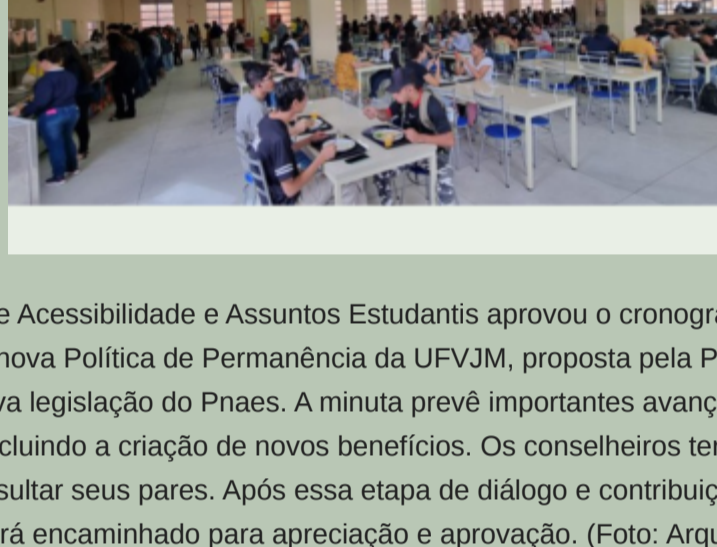 e Acessibilidade e Assuntos Estudantis aprovou o cronogra
nova Política de Permanência da UFVJM, proposta pela P
va legislação do Pnaes. A minuta prevê importantes avanç
cluindo a criação de novos benefícios. Os conselheiros ter
sultar seus pares. Após essa etapa de diálogo e contribuiç
rá encaminhado para apreciação e aprovação. (Foto: Arqu